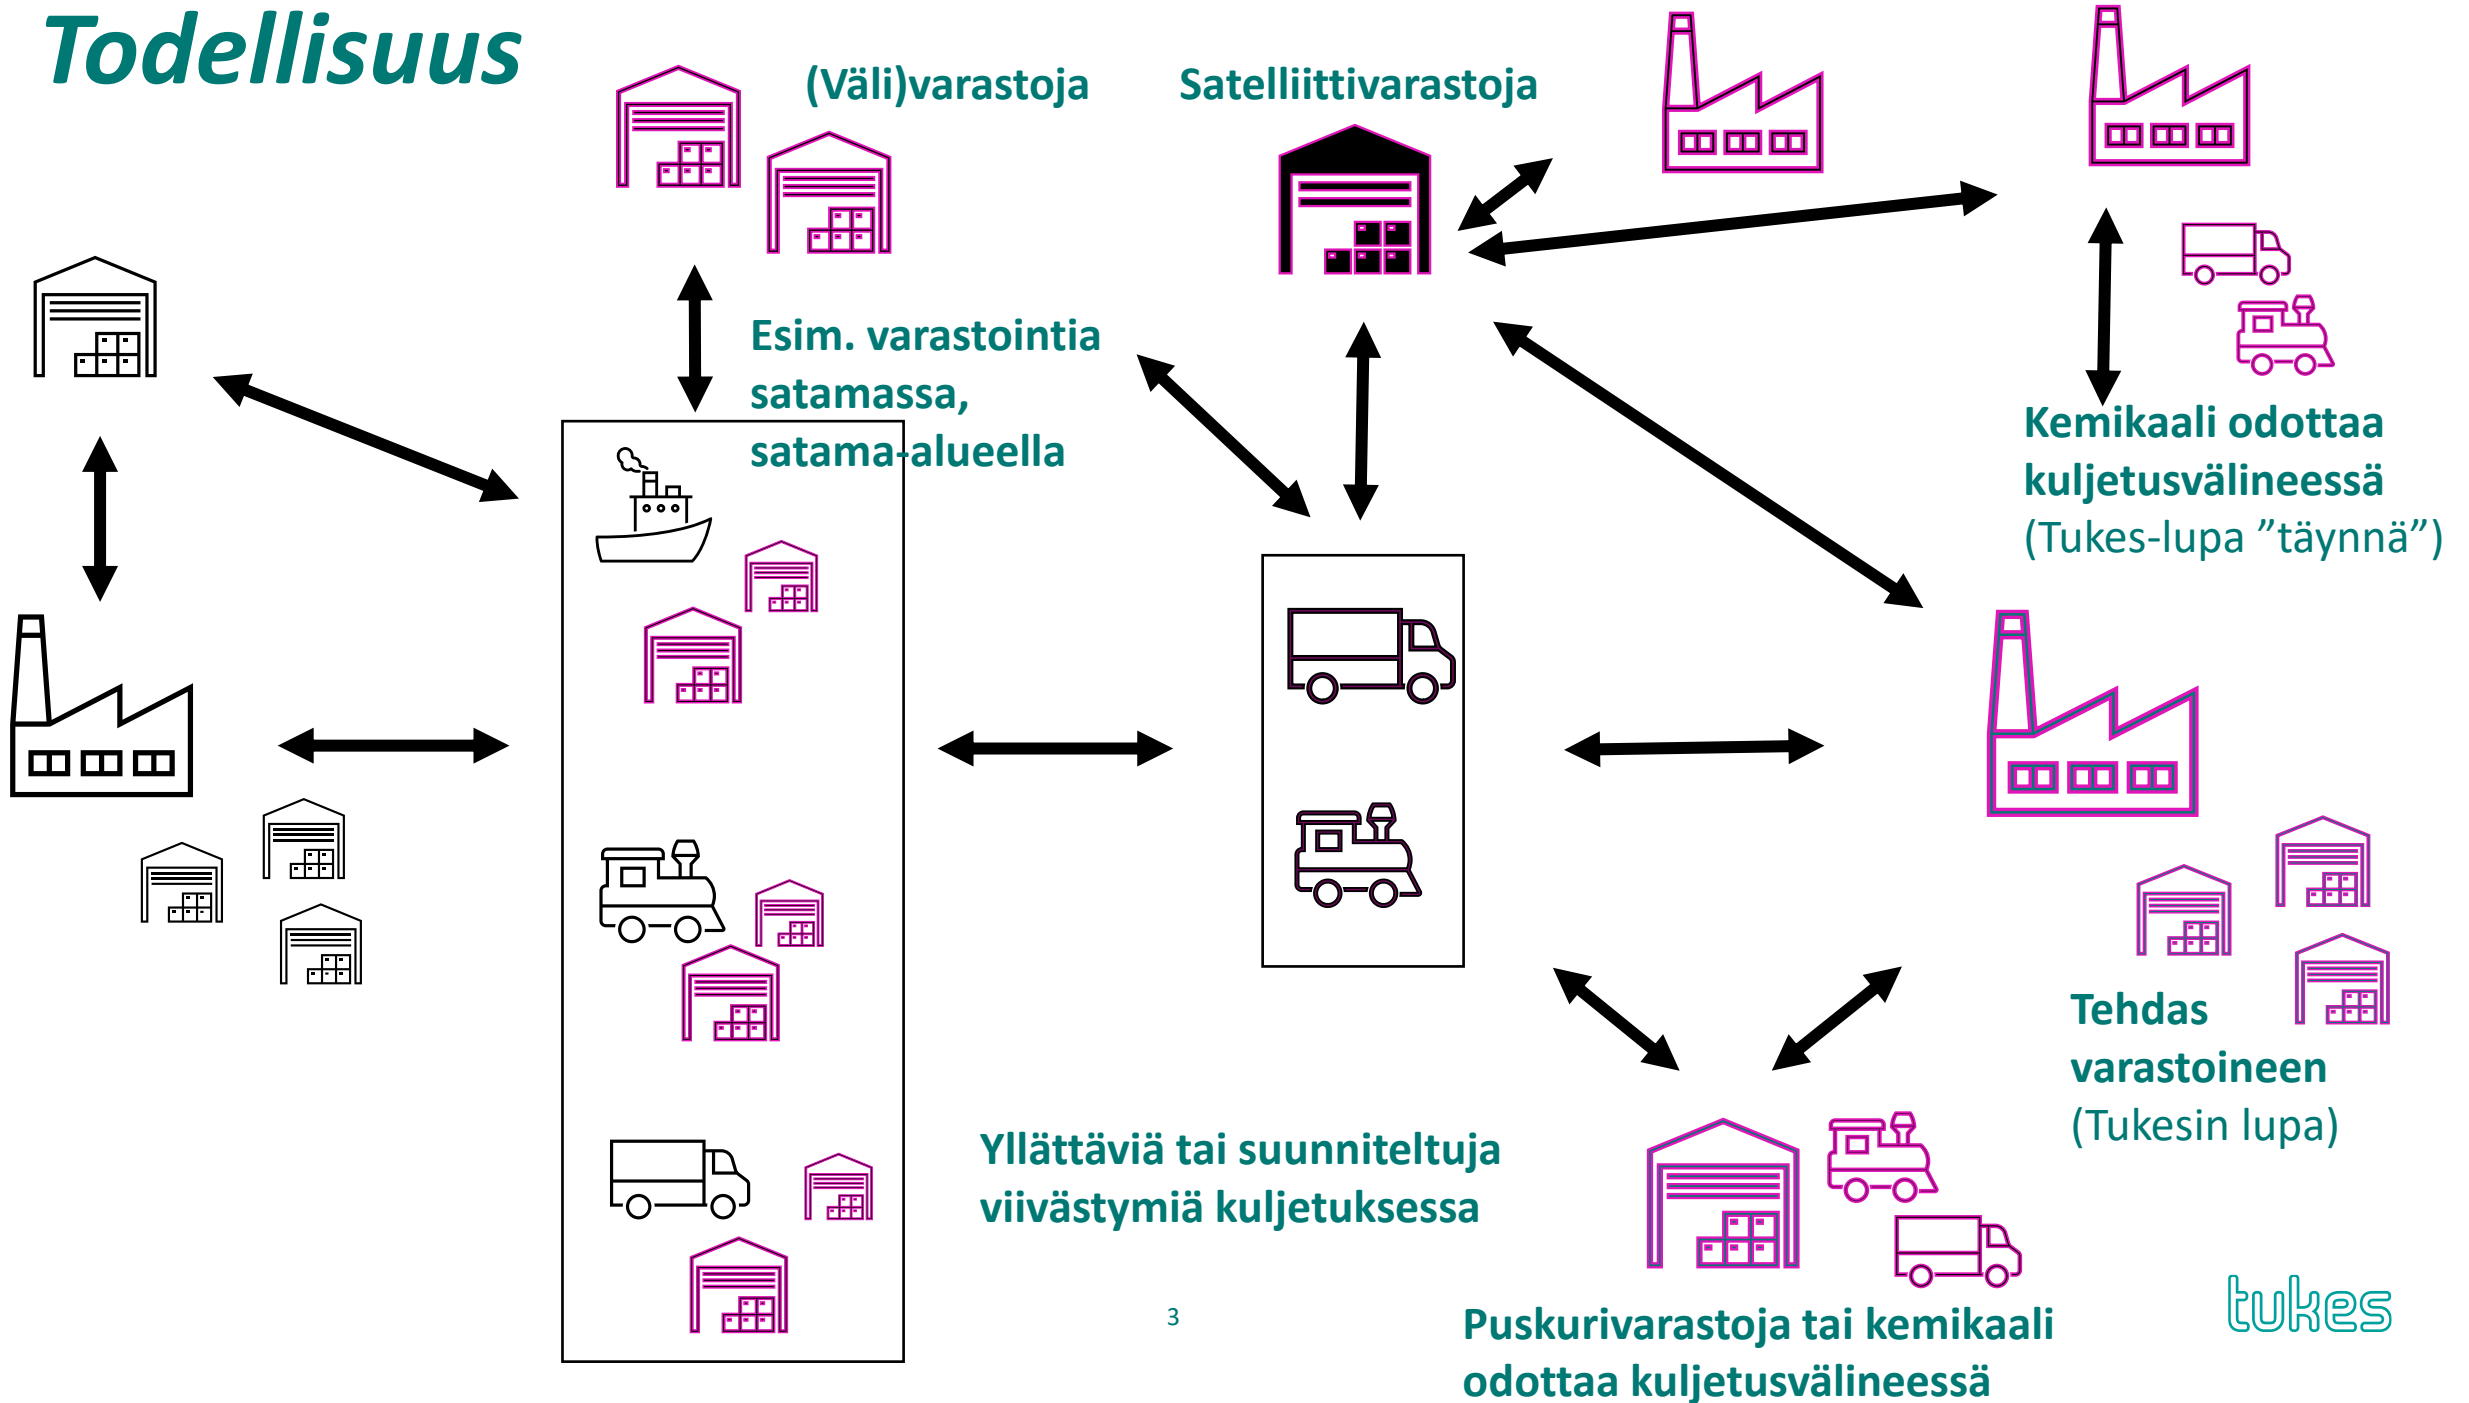 Todellisuus
(Väli)varastoja
Satelliittivarastoja
Esim. varastointia
satamassa,
satama-alueella
Kemikaali odottaa
kuljetusvälineessä
(Tukes-lupa ”täynnä”)
Tehdas
varastoineen
(Tukesin lupa)
Yllättäviä tai suunniteltuja
viivästymiä kuljetuksessa
Puskurivarastoja tai kemikaali
odottaa kuljetusvälineessä
3
tukes